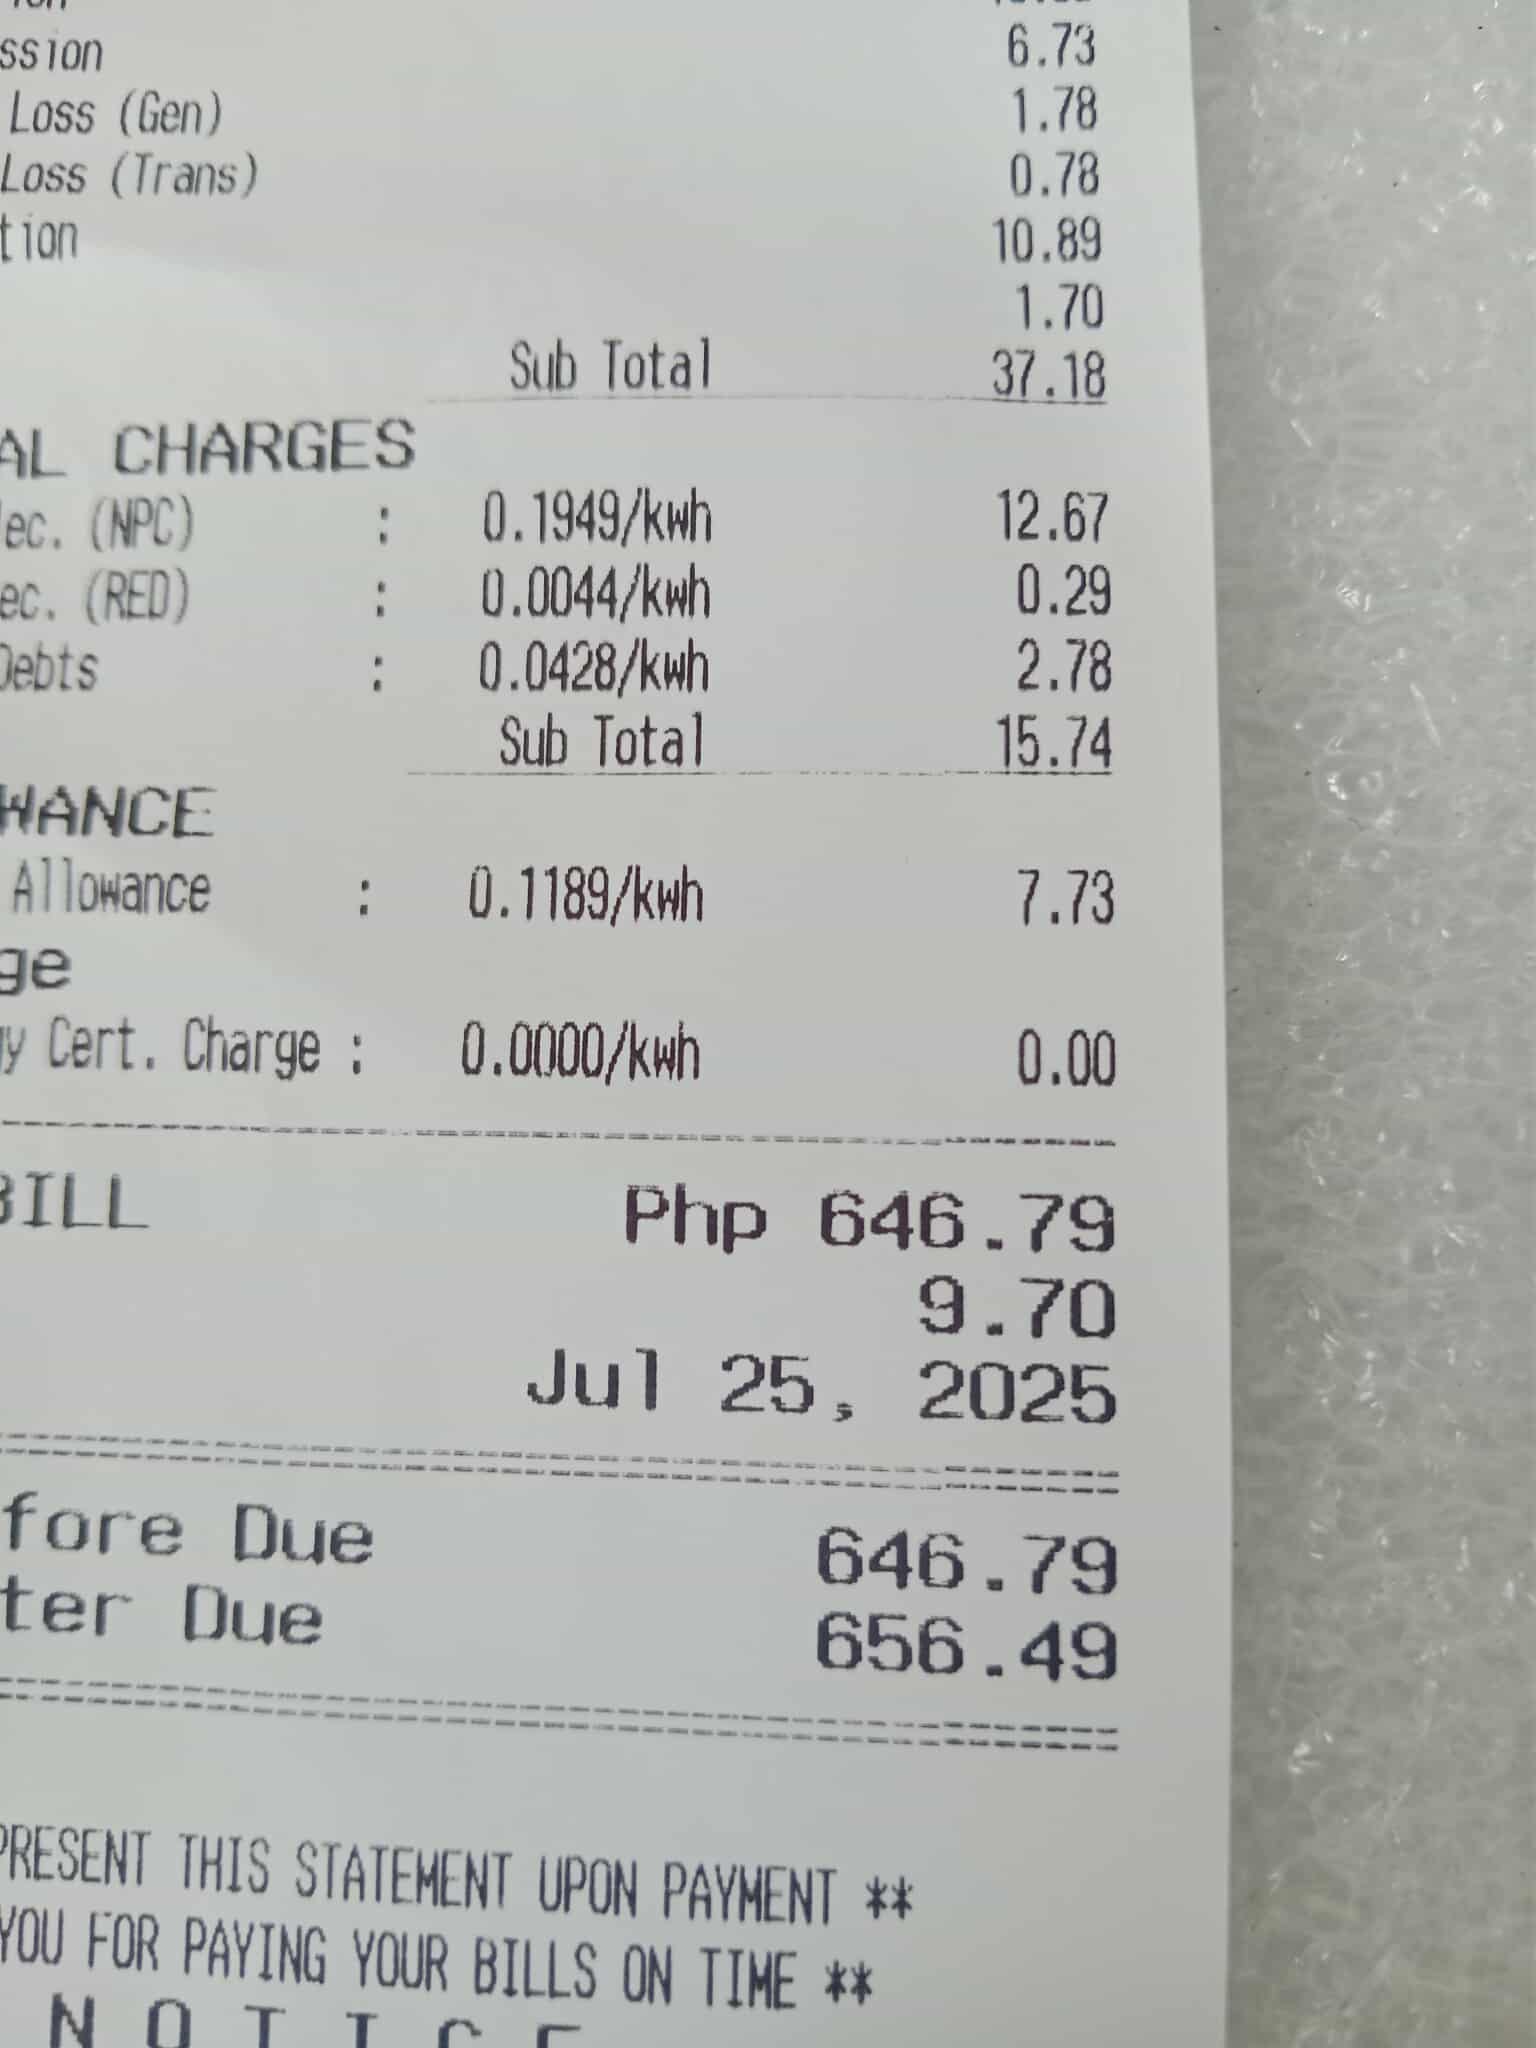 ssion 6.73
Loss (Gen) 1.78
Loss (Trans) 0.78
tion 10.89
1.70
Sub Total 37.18
AL CHARGES
lec. (NPC) : 0.1949/kwh 12.67
ec. (RED) : 0.0044/kwh 0.29
Debts : 0.0428/kwh 2.78
Sub Total 15.74
WANCE
Allowance : 0.1189/kwh 7.73
ge
gy Cert. Charge : 0.0000/kwh 0.00
BILL Php 646.79
9.70
Jul 25, 2025
fore Due 646.79
ter Due 656.49
PRESENT THIS STATEMENT UPON PAYMENT **
YOU FOR PAYING YOUR BILLS ON TIME **
N O T I C E